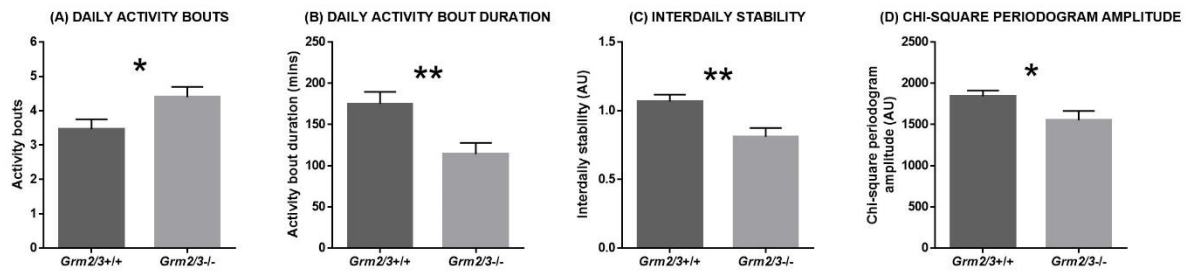 (A) DAILY ACTIVITY BOUTS
Activity bouts
6
5
4
3
2
1
0
*
Grm2/3+/+ Grm2/3-/-
(B) DAILY ACTIVITY BOUT DURATION
Activity bout duration (mins)
250
200
150
100
50
0
**
Grm2/3+/+ Grm2/3-/-
(C) INTERDAILY STABILITY
Interdaily stability (AU)
1.5
1.0
0.5
0.0
**
Grm2/3+/+ Grm2/3-/-
(D) CHI-SQUARE PERIODOGRAM AMPLITUDE
Chi-square periodogram
amplitude (AU)
2500
2000
1500
1000
500
0
*
Grm2/3+/+ Grm2/3-/-